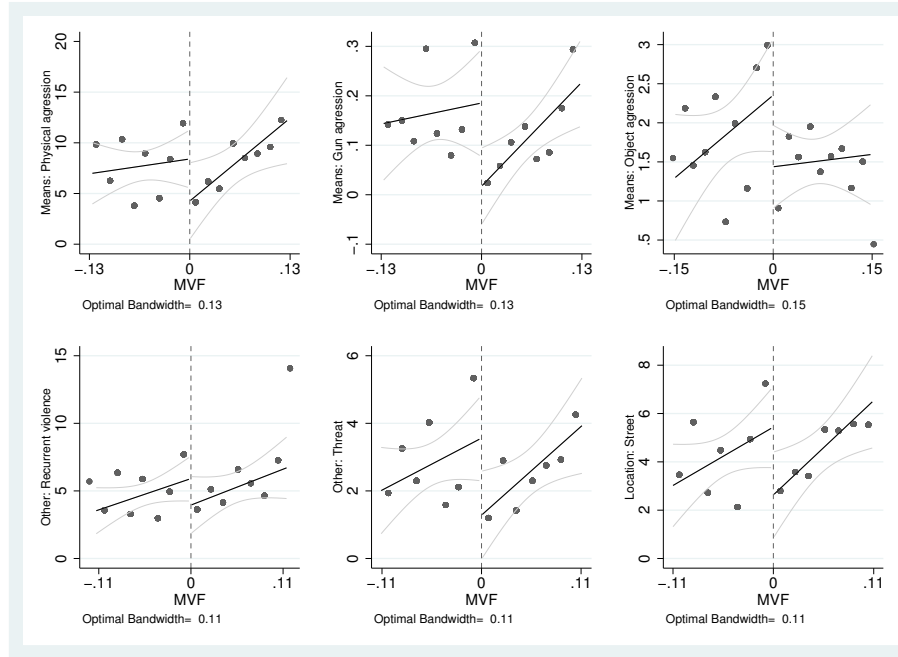 Means: Physical agression
20
15
10
5
0
−.13 0 .13
MVF
Optimal Bandwidth= 0.13
Means: Gun agression
.3
.2
.1
0
−.1
−.13 0 .13
MVF
Optimal Bandwidth= 0.13
Means: Object agression
3
2.5
2
1.5
1
.5
−.15 0 .15
MVF
Optimal Bandwidth= 0.15
Other: Recurrent violence
15
10
5
0
−.11 0 .11
MVF
Optimal Bandwidth= 0.11
Other: Threat
6
4
2
0
−.11 0 .11
MVF
Optimal Bandwidth= 0.11
Location: Street
8
6
4
2
0
−.11 0 .11
MVF
Optimal Bandwidth= 0.11